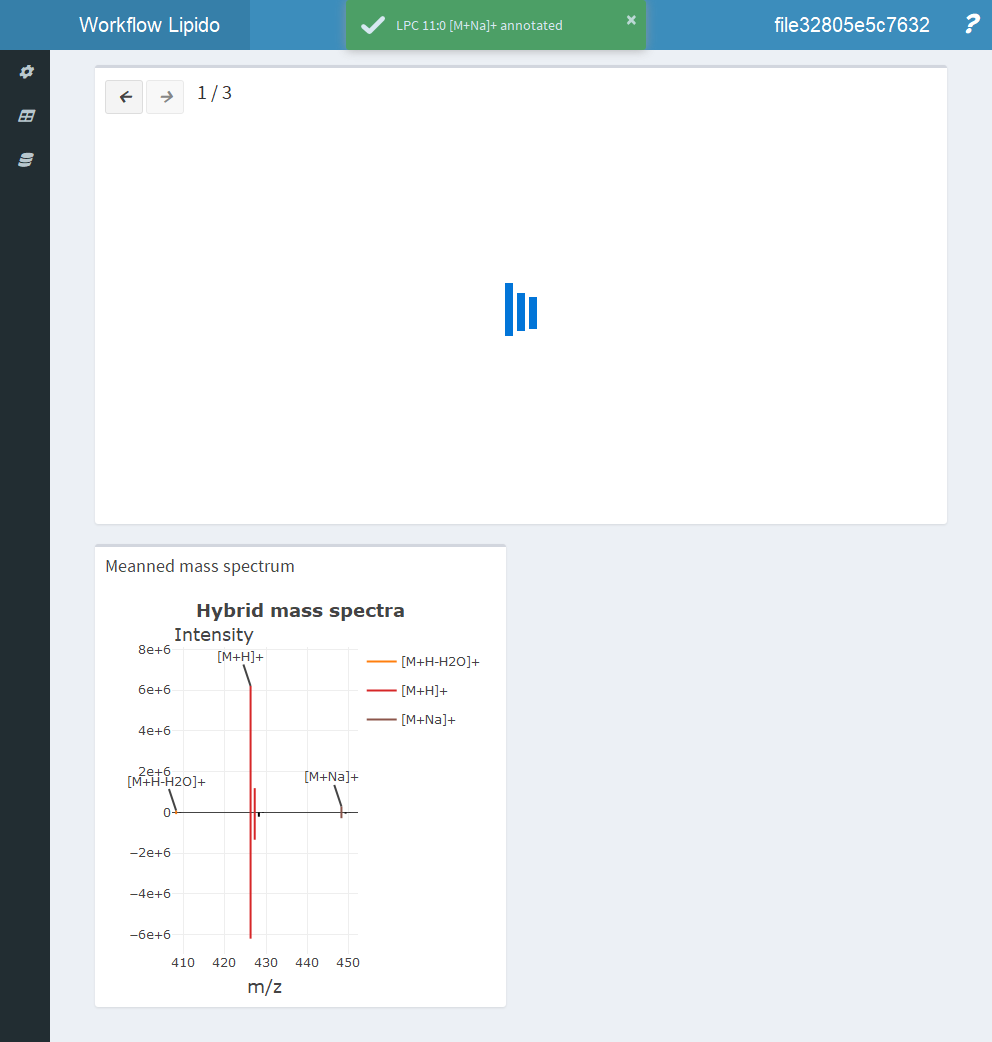 Workflow Lipido
LPC 11:0 [M+Na]+ annotated
×
file32805e5c7632
?
1 / 3
Meanned mass spectrum
Hybrid mass spectra
Intensity
8e+6
6e+6
4e+6
2e+6
0
−2e+6
−4e+6
−6e+6
[M+H]+
[M+H-H2O]+
[M+Na]+
[M+H-H2O]+
[M+H]+
[M+Na]+
410 420 430 440 450
m/z